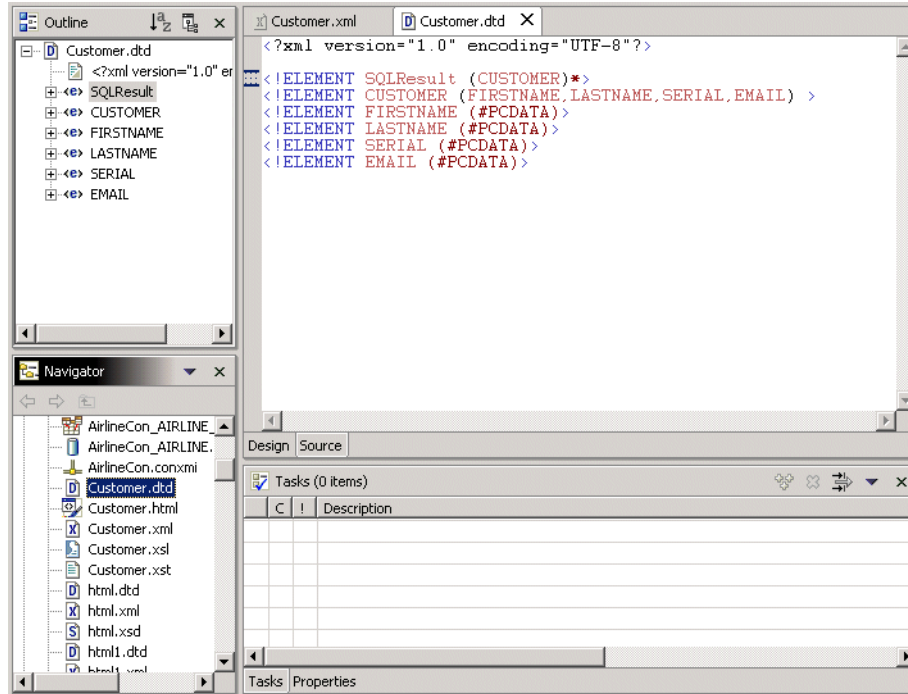 Outline
Customer.dtd
<?xml version="1.0" er
SQLResult
CUSTOMER
FIRSTNAME
LASTNAME
SERIAL
EMAIL
Customer.xml
Customer.dtd
<?xml version="1.0" encoding="UTF-8"?>
<!ELEMENT SQLResult (CUSTOMER)*>
<!ELEMENT CUSTOMER (FIRSTNAME,LASTNAME,SERIAL,EMAIL) >
<!ELEMENT FIRSTNAME (#PCDATA)>
<!ELEMENT LASTNAME (#PCDATA)>
<!ELEMENT SERIAL (#PCDATA)>
<!ELEMENT EMAIL (#PCDATA)>
Design Source
Navigator
AirlineCon_AIRLINE_
AirlineCon_AIRLINE.
AirlineCon.conxmi
Customer.dtd
Customer.html
Customer.xml
Customer.xsl
Customer.xst
html.dtd
html.xml
html.xsd
html1.dtd
html1.xml
Tasks (0 items)
C ! Description
Tasks Properties